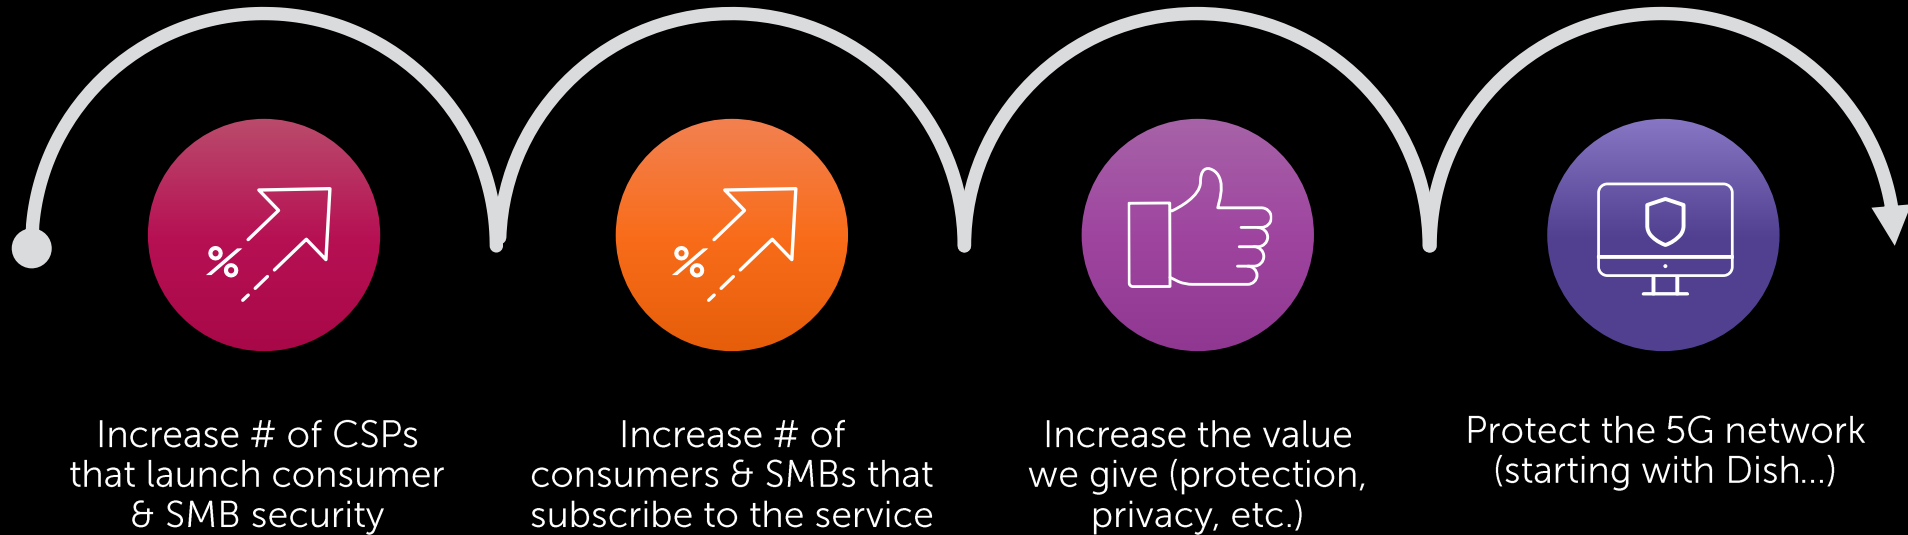 %
%
Increase # of CSPs
that launch consumer
& SMB security
Increase # of
consumers & SMBs that
subscribe to the service
Increase the value
we give (protection,
privacy, etc.)
Protect the 5G network
(starting with Dish...)